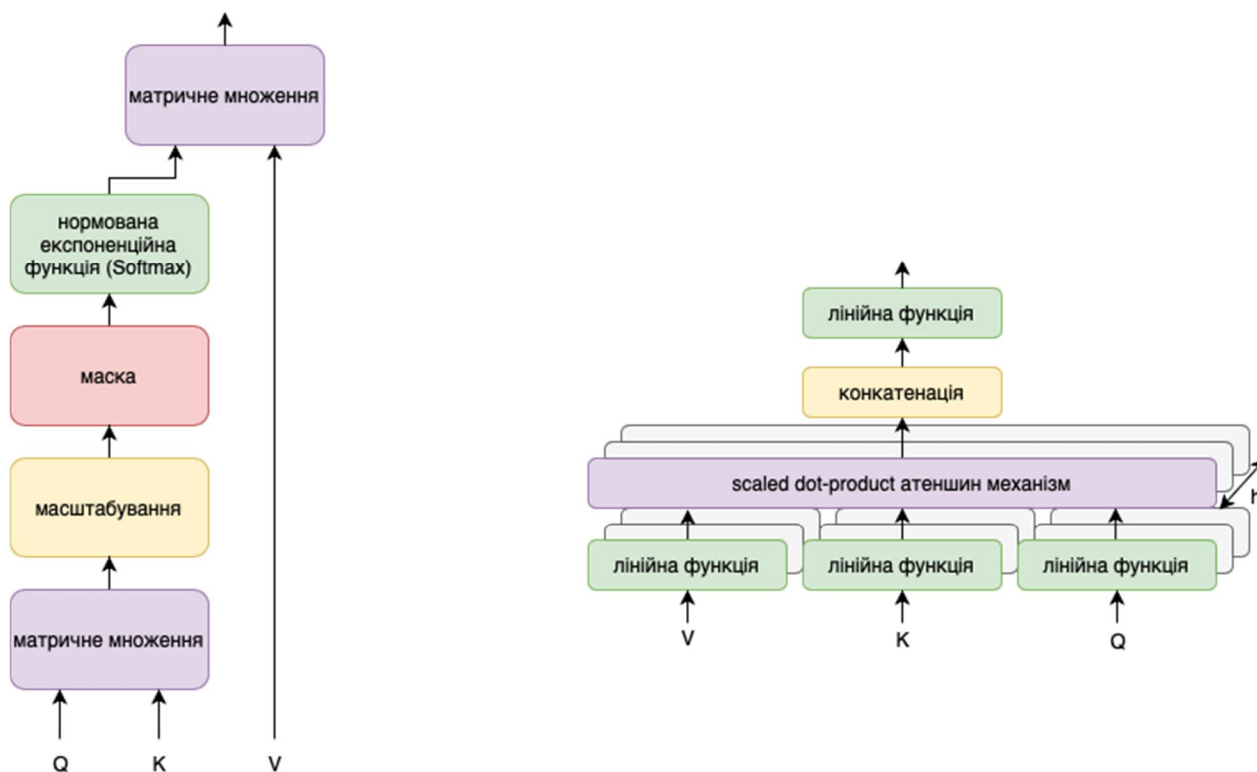 матричне множення
нормована
експоненційна
функція (Softmax)
маска
масштабування
матричне множення
Q K V
лінійна функція
конкатенація
scaled dot-product атеншин механізм
h
лінійна функція лінійна функція лінійна функція
V K Q